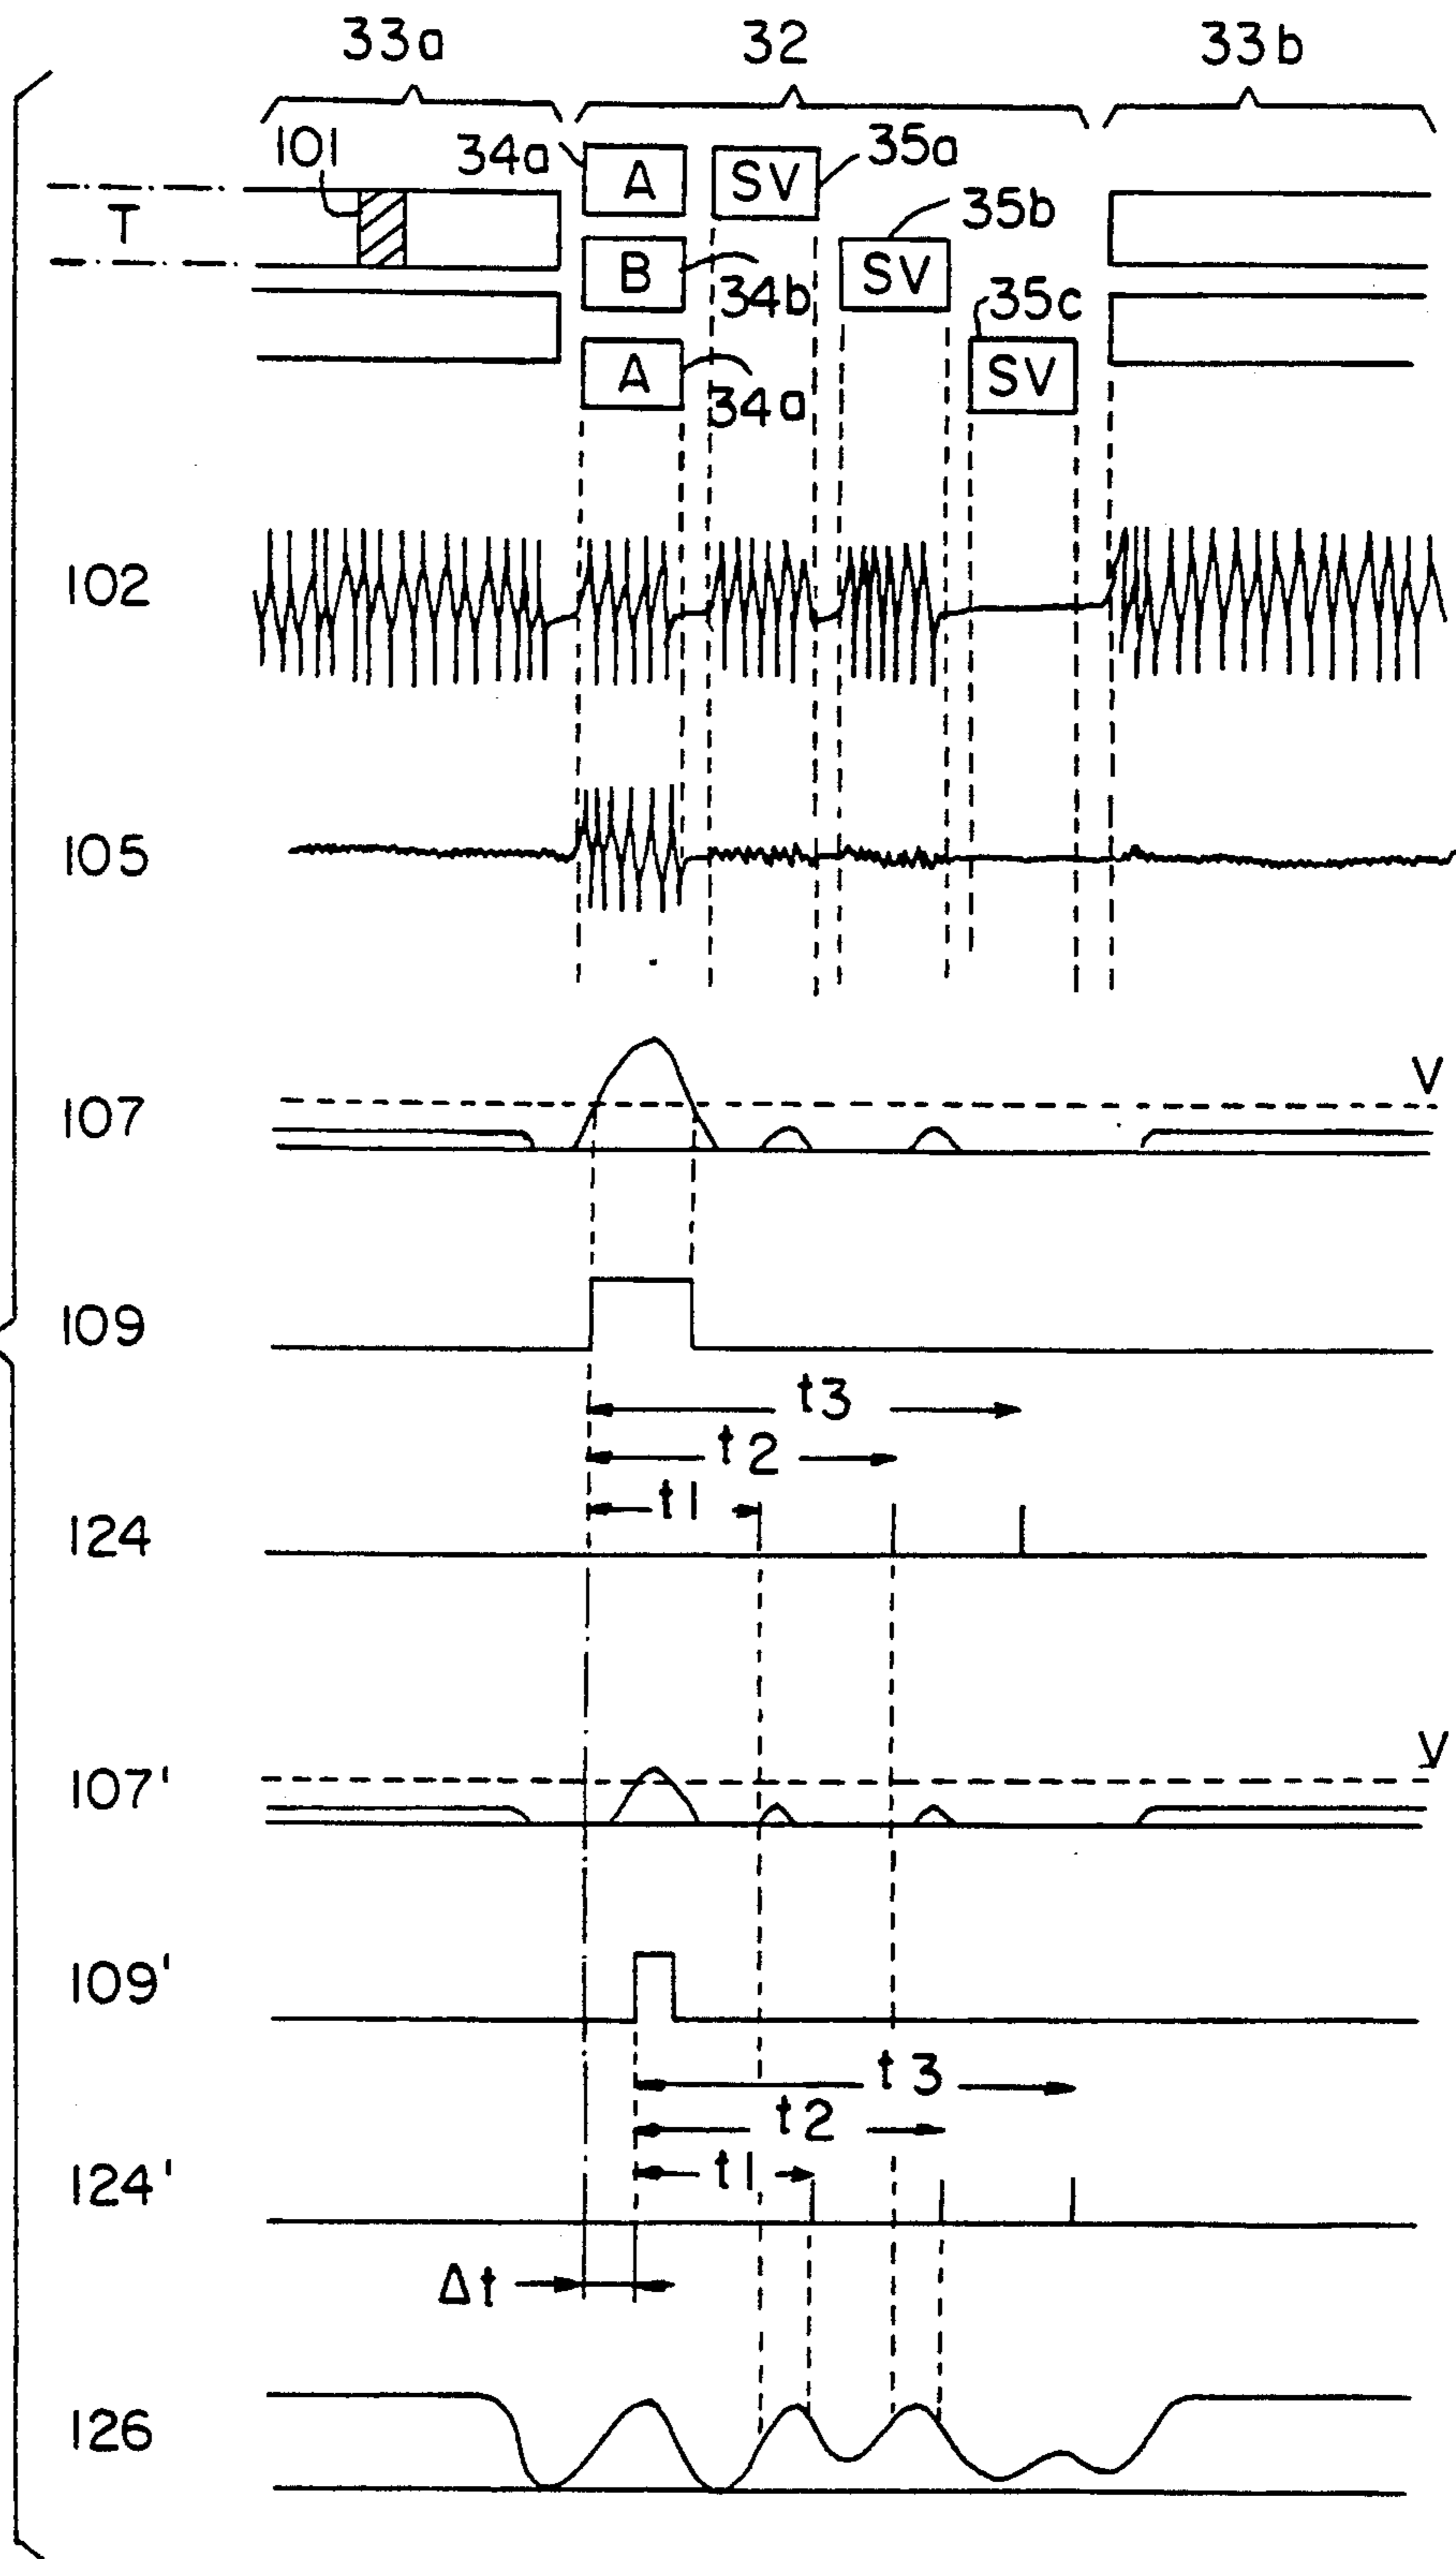 33a 32 33b
101 34a A SV 35a
T B 34b SV 35b
A 34a SV 35c
102
105
107 V
109
t3
t2
t1
124
107' V
109'
t3
t2
t1
124'
Δt
126